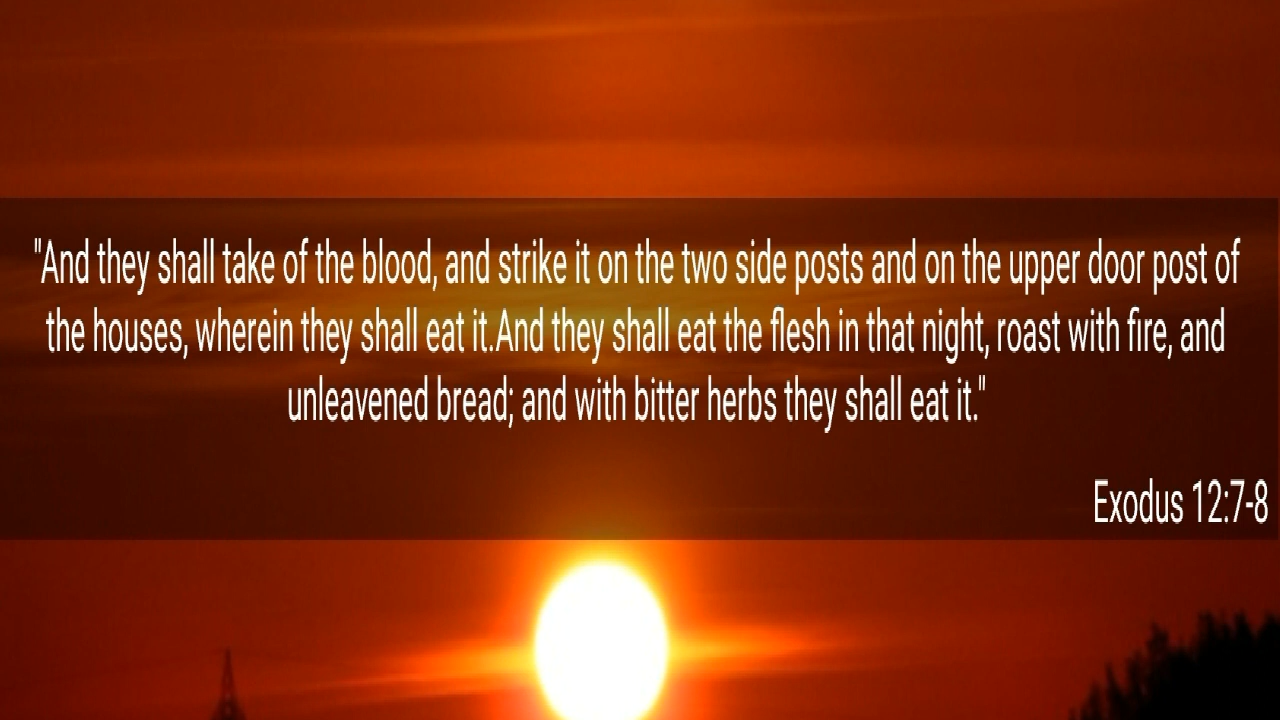 "And they shall take of the blood, and strike it on the two side posts and on the upper door post of
the houses, wherein they shall eat it.And they shall eat the flesh in that night, roast with fire, and
unleavened bread; and with bitter herbs they shall eat it."
Exodus 12:7-8